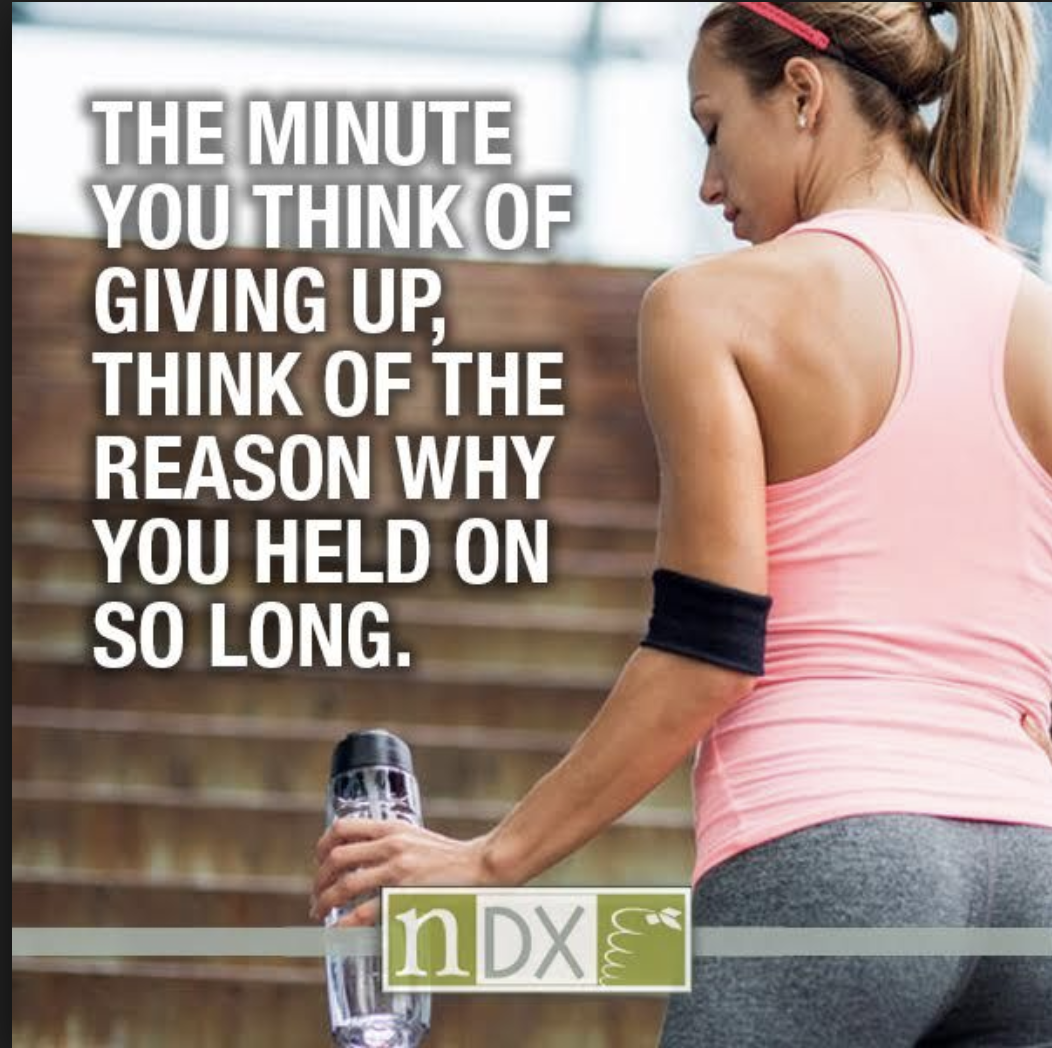 THE MINUTE
YOU THINK OF
GIVING UP,
THINK OF THE
REASON WHY
YOU HELD ON
SO LONG.
nDX